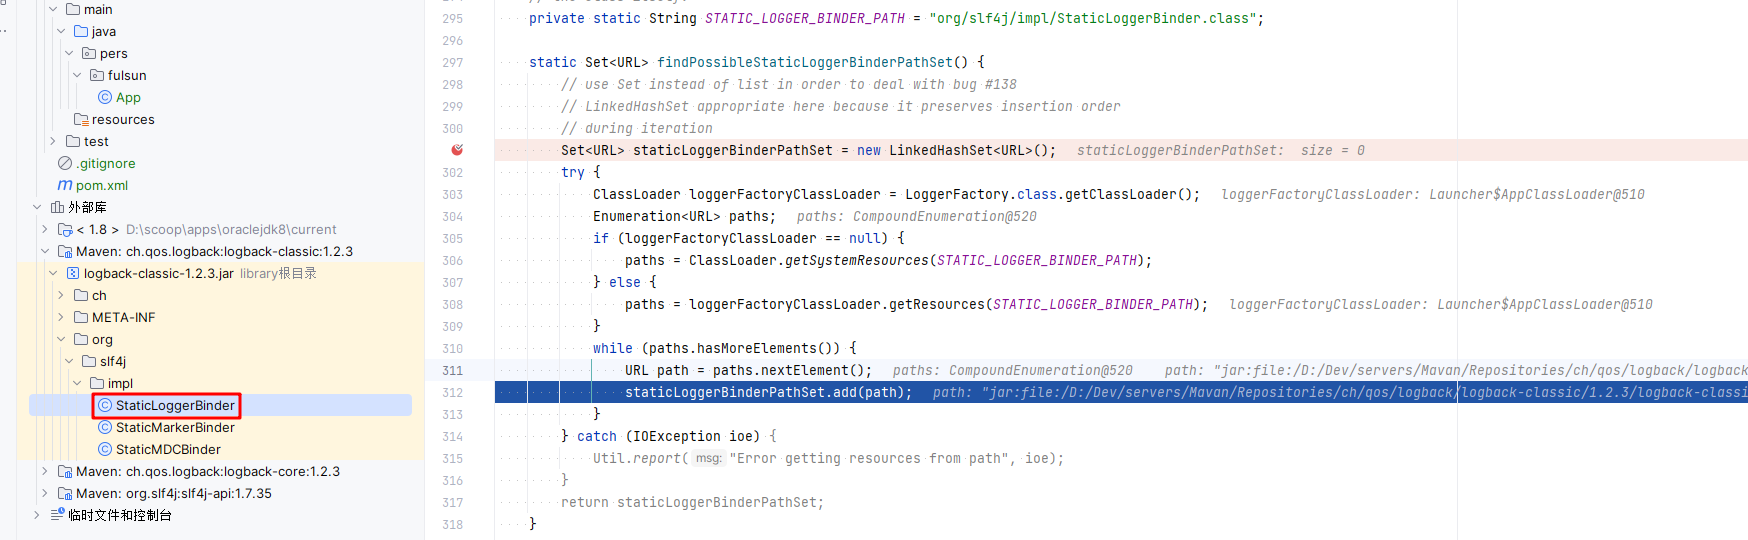 main
java
pers
fulsun
App
resources
test
.gitignore
pom.xml
外部库
< 1.8 > D:\scoop\apps\oraclejdk8\current
Maven: ch.qos.logback:logback-classic:1.2.3
logback-classic-1.2.3.jar library根目录
ch
META-INF
org
slf4j
impl
StaticLoggerBinder
StaticMarkerBinder
StaticMDCBinder
Maven: ch.qos.logback:logback-core:1.2.3
Maven: org.slf4j:slf4j-api:1.7.35
临时文件和控制台
295 private static String STATIC_LOGGER_BINDER_PATH = "org/slf4j/impl/StaticLoggerBinder.class";
296
297 static Set<URL> findPossibleStaticLoggerBinderPathSet() {
298 // use Set instead of list in order to deal with bug #138
299 // LinkedHashSet appropriate here because it preserves insertion order
300 // during iteration
Set<URL> staticLoggerBinderPathSet = new LinkedHashSet<URL>(); staticLoggerBinderPathSet: size = 0
302 try {
303 ClassLoader loggerFactoryClassLoader = LoggerFactory.class.getClassLoader(); loggerFactoryClassLoader: Launcher$AppClassLoader@510
304 Enumeration<URL> paths; paths: CompoundEnumeration@520
305 if (loggerFactoryClassLoader == null) {
306 paths = ClassLoader.getSystemResources(STATIC_LOGGER_BINDER_PATH);
307 } else {
308 paths = loggerFactoryClassLoader.getResources(STATIC_LOGGER_BINDER_PATH); loggerFactoryClassLoader: Launcher$AppClassLoader@510
309 }
310 while (paths.hasMoreElements()) {
311 URL path = paths.nextElement(); paths: CompoundEnumeration@520 path: "jar:file:/D:/Dev/servers/Mavan/Repositories/ch/qos/logback/logback
312 staticLoggerBinderPathSet.add(path); path: "jar:file:/D:/Dev/servers/Mavan/Repositories/ch/qos/logback/logback-classic/1.2.3/logback-classi
313 }
314 } catch (IOException ioe) {
315 Util.report( msg: "Error getting resources from path", ioe);
316 }
317 return staticLoggerBinderPathSet;
318 }